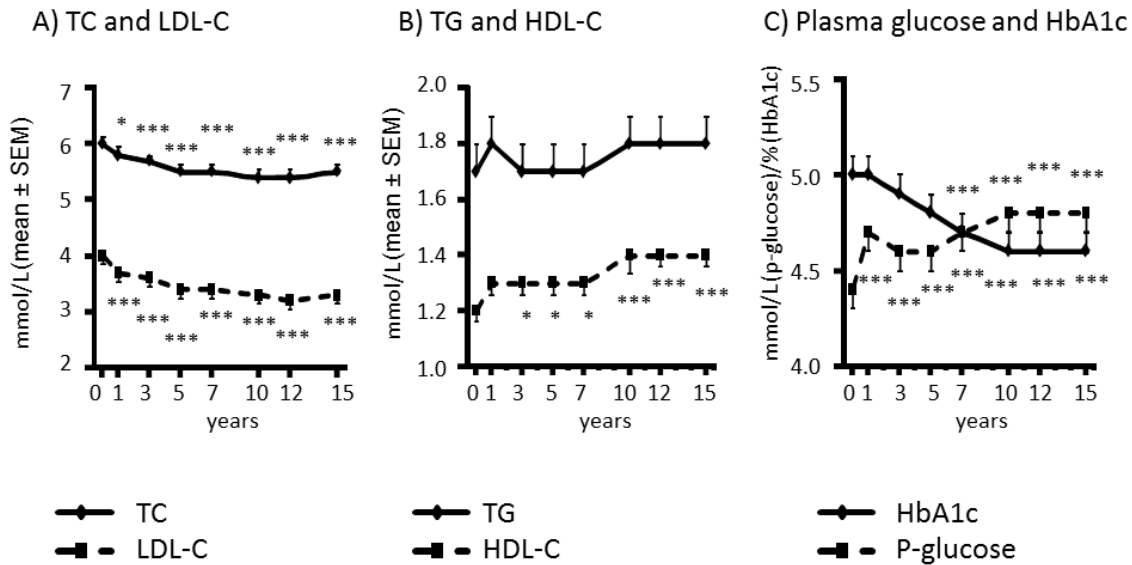 A) TC and LDL-C
B) TG and HDL-C
C) Plasma glucose and HbA1c
mmol/L(mean ± SEM)
7
6
5
4
3
2
* *** *** *** *** *** ***
*** *** *** *** *** *** ***
0 1 3 5 7 10 12 15
years
mmol/L(mean ± SEM)
2.0
1.8
1.6
1.4
1.2
1.0
* * * *** *** ***
0 1 3 5 7 10 12 15
years
mmol/L(p-glucose)/%(HbA1c)
5.5
5.0
4.5
4.0
*** *** *** ***
*** *** *** *** *** *** ***
0 1 3 5 7 10 12 15
years
TC
LDL-C
TG
HDL-C
HbA1c
P-glucose